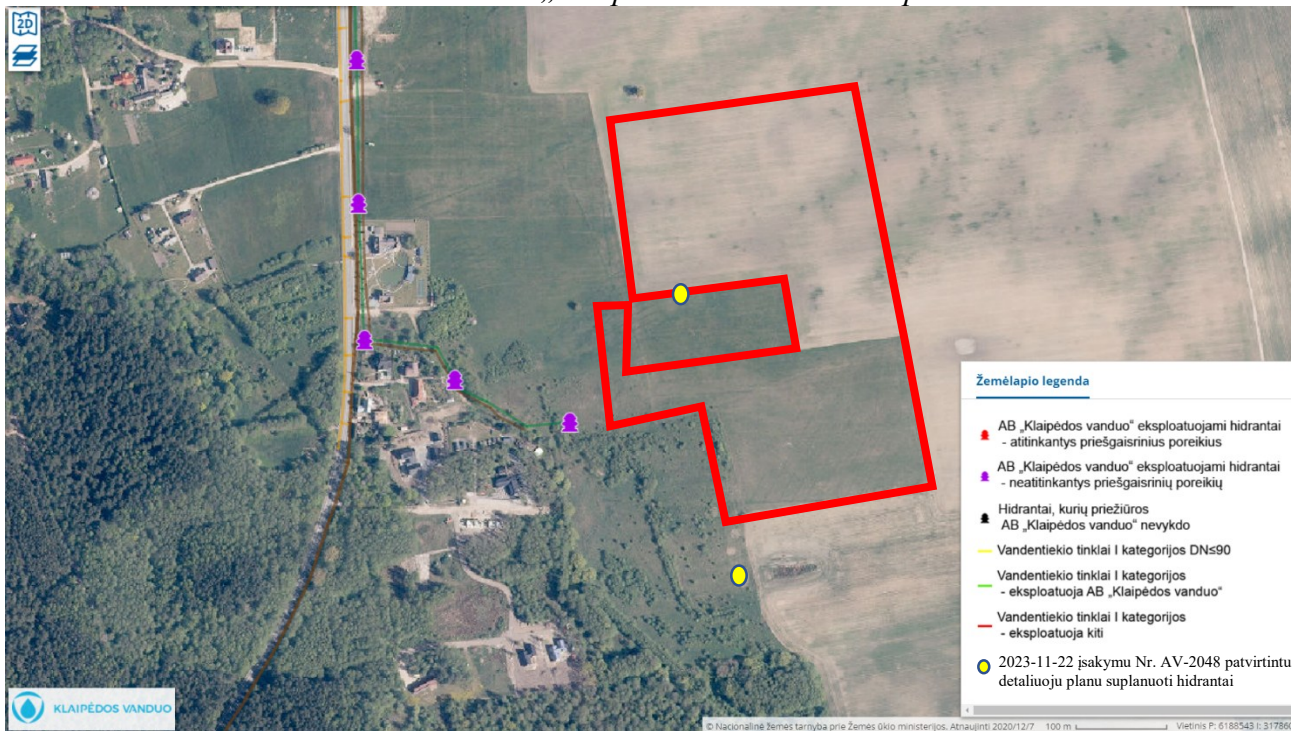 2D
Žemėlapio legenda
AB „Klaipėdos vanduo“ eksploatuojami hidrantai
- atitinkantys priešgaisrinius poreikius
AB „Klaipėdos vanduo“ eksploatuojami hidrantai
- neatitinkantys priešgaisrinių poreikių
Hidrantai, kurių priežiūros
AB „Klaipėdos vanduo“ nevykdo
Vandentiekio tinklai I kategorijos DN≤90
Vandentiekio tinklai I kategorijos
- eksploatuoja AB „Klaipėdos vanduo“
Vandentiekio tinklai I kategorijos
- eksploatuoja kiti
2023-11-22 įsakymu Nr. AV-2048 patvirtintu
detaliuoju planu suplanuoti hidrantai
KLAIPĖDOS VANDUO
© Nacionalinė žemės tarnyba prie Žemės ūkio ministerijos. Atnaujinti 2020/12/7 100 m Vietinis P: 6188543 I: 317860